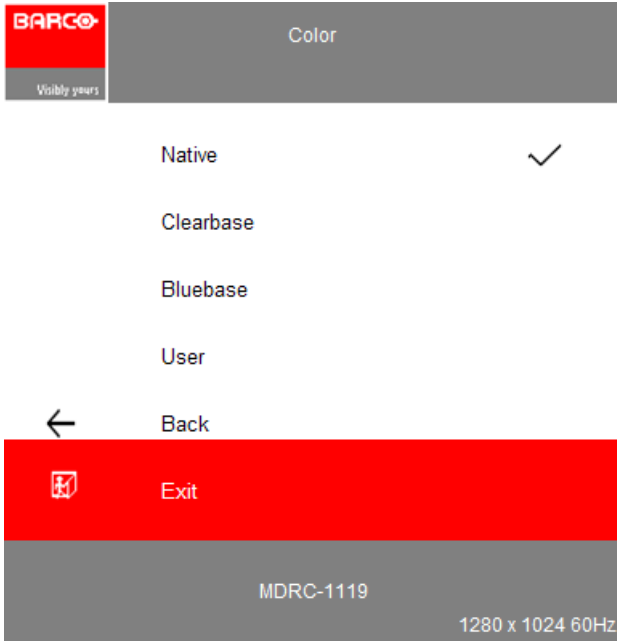 BARCO
Visibly yours
Color
Native
Clearbase
Bluebase
User
Back
Exit
MDRC-1119
1280 x 1024 60Hz